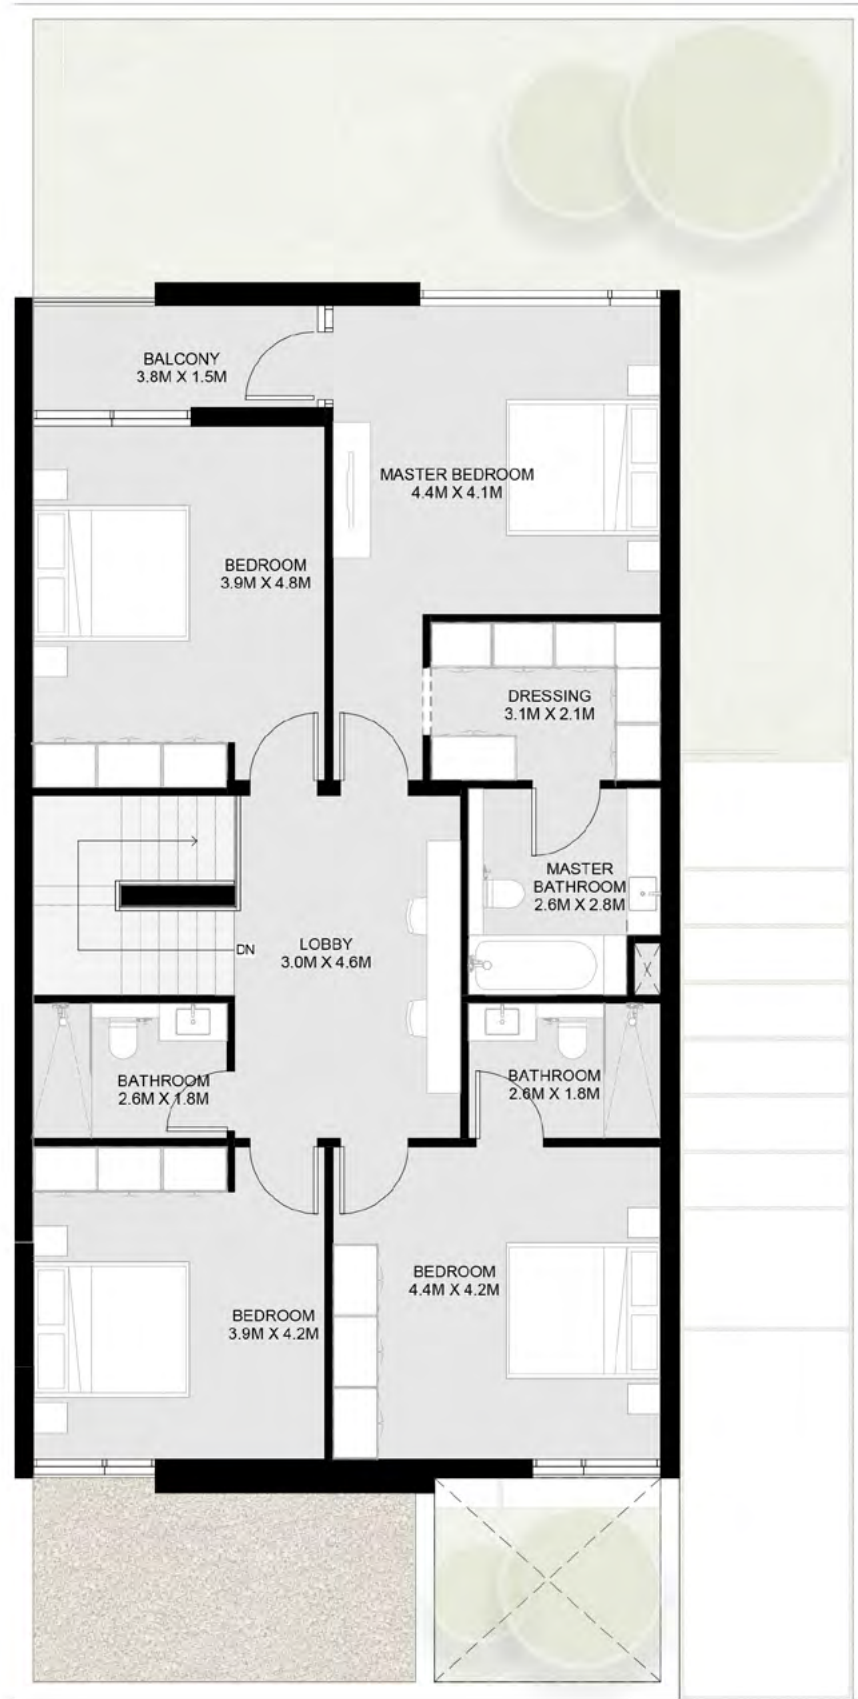 BALCONY
3.8M X 1.5M
MASTER BEDROOM
4.4M X 4.1M
BEDROOM
3.9M X 4.8M
DRESSING
3.1M X 2.1M
MASTER
BATHROOM
2.6M X 2.8M
LOBBY
3.0M X 4.6M
DN
BATHROOM
2.6M X 1.8M
BATHROOM
2.6M X 1.8M
BEDROOM
4.4M X 4.2M
BEDROOM
3.9M X 4.2M